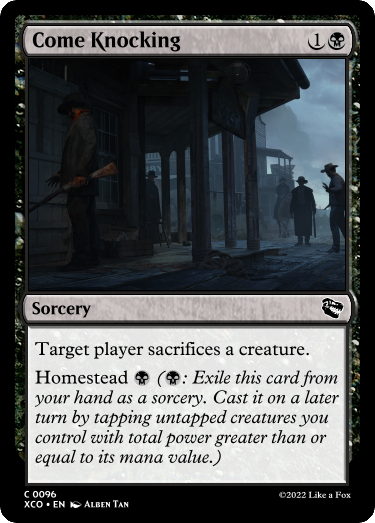 Come Knocking 1
Sorcery
Target player sacrifices a creature.
Homestead (: Exile this card from
your hand as a sorcery. Cast it on a later
turn by tapping untapped creatures you
control with total power greater than or
equal to its mana value.)
C 0096
XCO • EN ALBEN TAN
©2022 Like a Fox